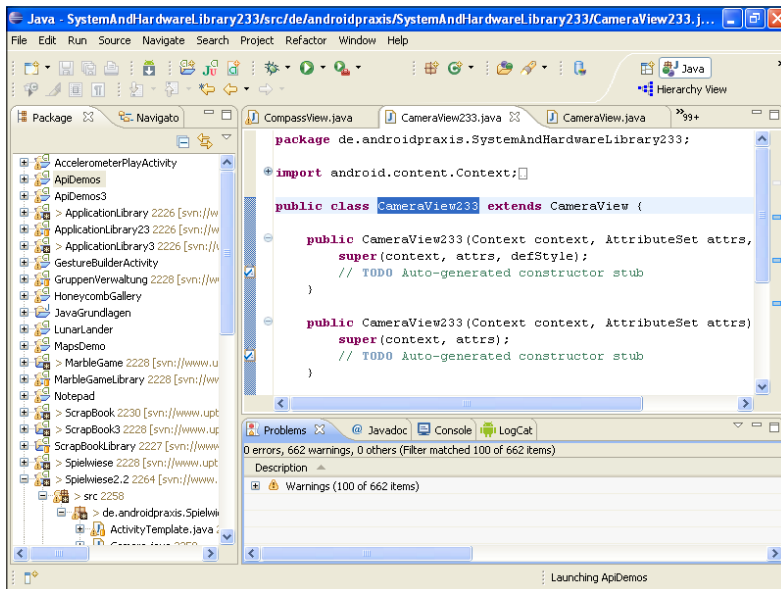 Java - SystemAndHardwareLibrary233/src/de/androidpraxis/SystemAndHardwareLibrary233/CameraView233.j...
File Edit Run Source Navigate Search Project Refactor Window Help
Java
Hierarchy View
Package
Navigato
CompassView.java
CameraView233.java
CameraView.java
99+
AccelerometerPlayActivity
ApiDemos
ApiDemos3
> ApplicationLibrary 2226 [svn://w
ApplicationLibrary23 2228 [svn://w
> ApplicationLibrary3 2226 [svn://
GestureBuilderActivity
GruppenVerwaltung 2228 [svn://w
HoneycombGallery
JavaGrundlagen
LunarLander
MapsDemo
> MarbleGame 2228 [svn://www.u
MarbleGameLibrary 2228 [svn://ww
Notepad
> ScrapBook 2230 [svn://www.upt
> ScrapBook3 2228 [svn://www.up
ScrapBookLibrary 2227 [svn://www
> Spielwiese 2228 [svn://www.upt
> Spielwiese2.2 2264 [svn://www.
> src 2258
> de.androidpraxis.Spielwi
ActivityTemplate.java
package de.androidpraxis.SystemAndHardwareLibrary233;
import android.content.Context;
public class CameraView233 extends CameraView {
public CameraView233(Context context, AttributeSet attrs,
super(context, attrs, defStyle);
// TODO Auto-generated constructor stub
}
public CameraView233(Context context, AttributeSet attrs)
super(context, attrs);
// TODO Auto-generated constructor stub
}
Problems
@ Javadoc
Console
LogCat
0 errors, 662 warnings, 0 others (Filter matched 100 of 662 items)
Description
Warnings (100 of 662 items)
Launching ApiDemos